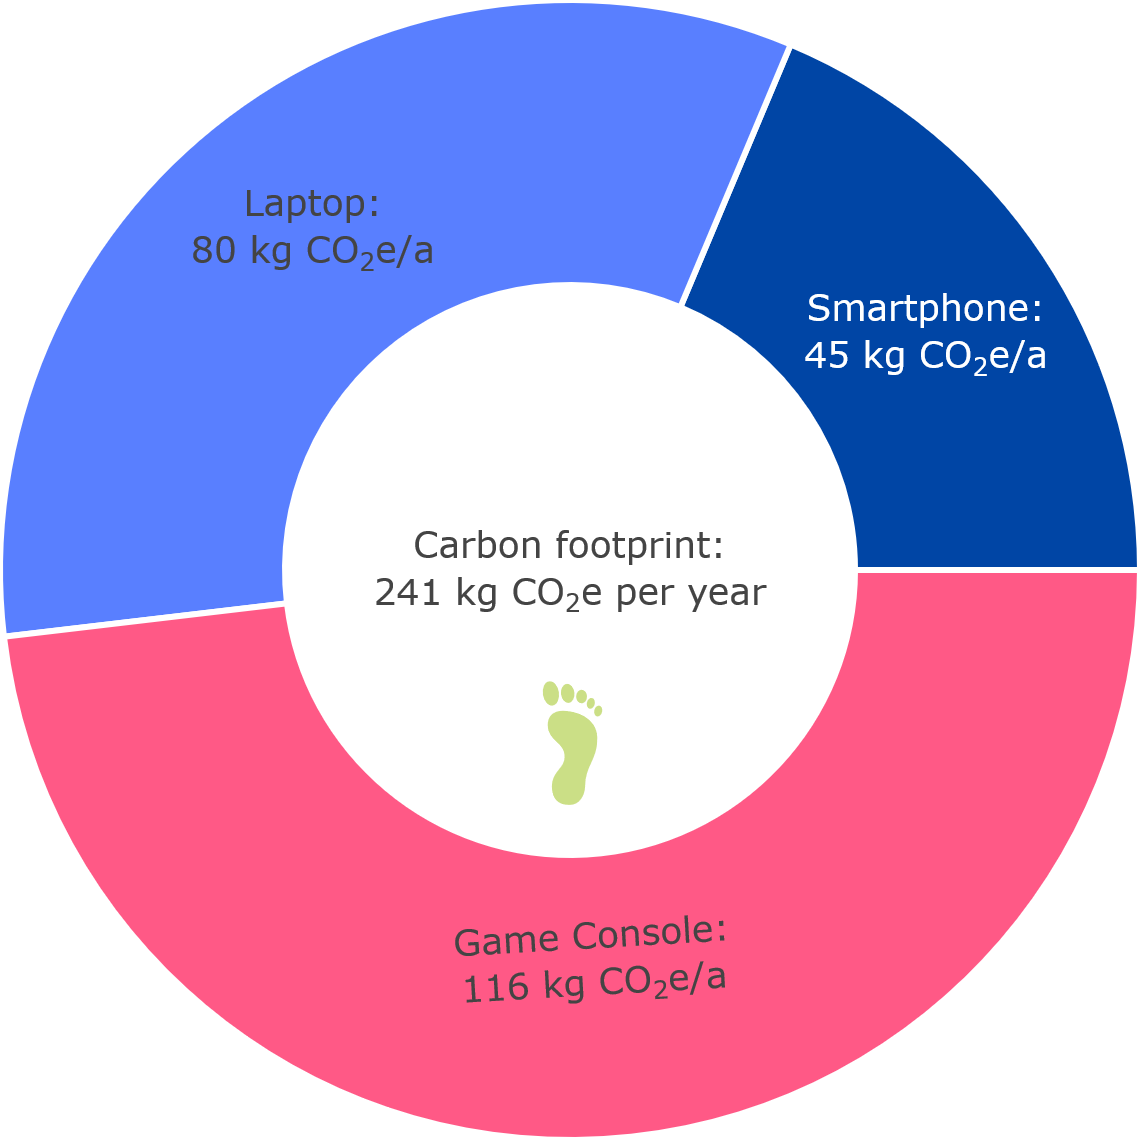 Laptop:
80 kg CO₂e/a
Smartphone:
45 kg CO₂e/a
Carbon footprint:
241 kg CO₂e per year
Game Console:
116 kg CO₂e/a